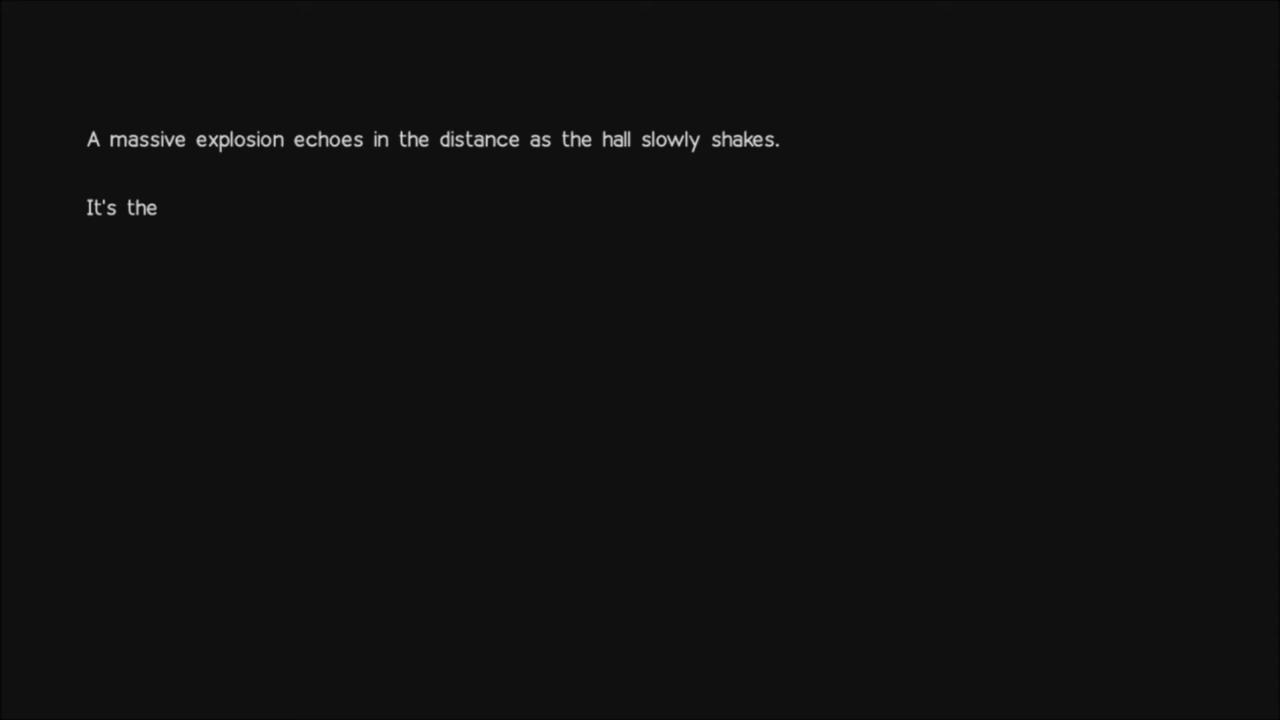 A massive explosion echoes in the distance as the hall slowly shakes.
It's the